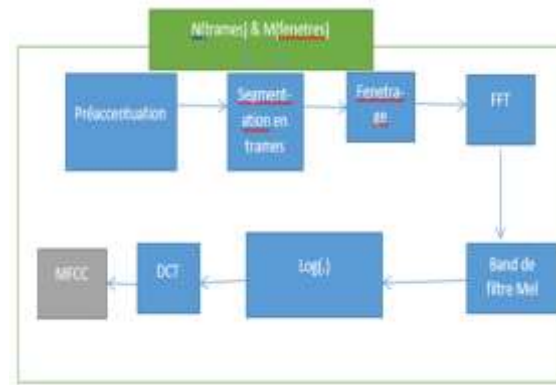 N(trames) & M(fenetres)
Préaccentuation
Segment-
ation en
trames
Fenetra-
ge
FFT
Band de
filtre Mel
Log(.)
DCT
MFCC